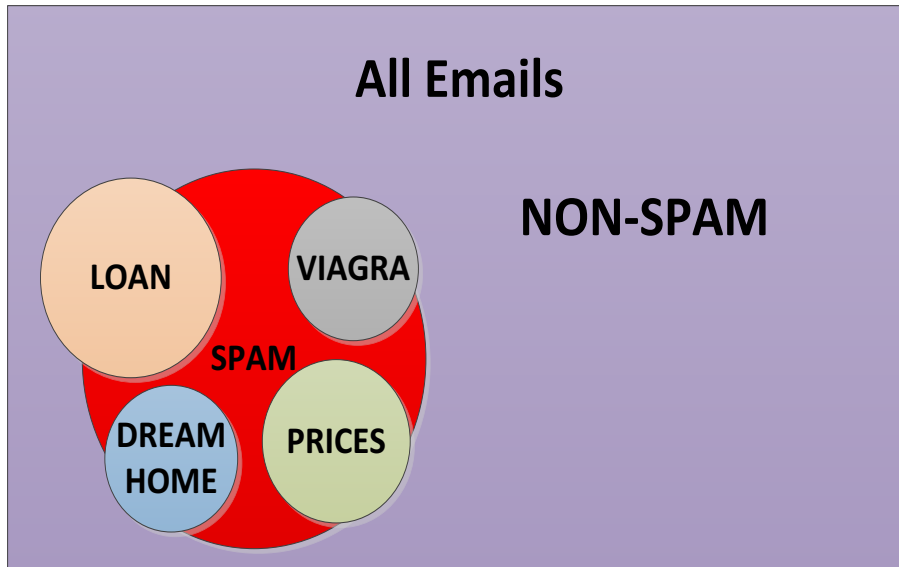 All Emails
NON-SPAM
LOAN
VIAGRA
SPAM
DREAM
HOME
PRICES